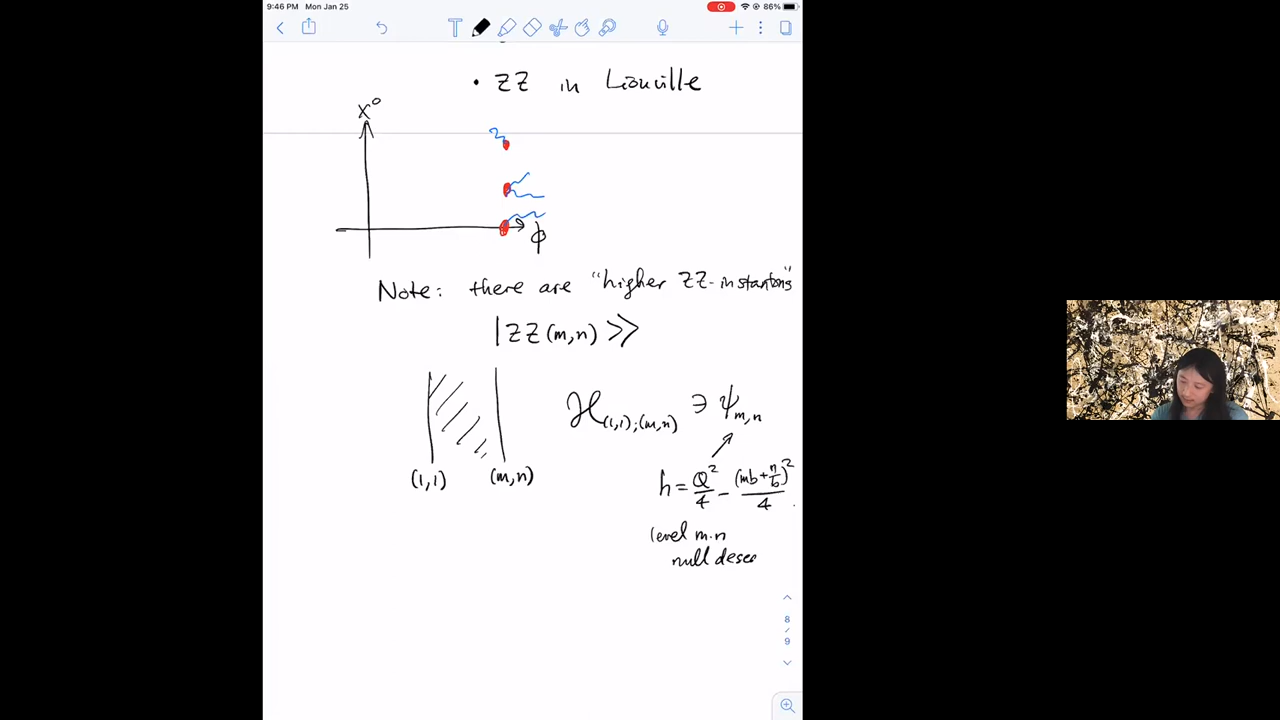 9:46 PM Mon Jan 25
86%
T
• ZZ in Liouville
X⁰
ϕ
Note: there are "higher ZZ-instantons"
|ZZ(m,n)≫
ℋ₍₁,₁₎;₍ₘ,ₙ₎ ∋ ψₘ,ₙ
(1,1) (m,n)
h = Q²/4 - (mb+n/b)²/4
level m·n
null desce
8
/
9